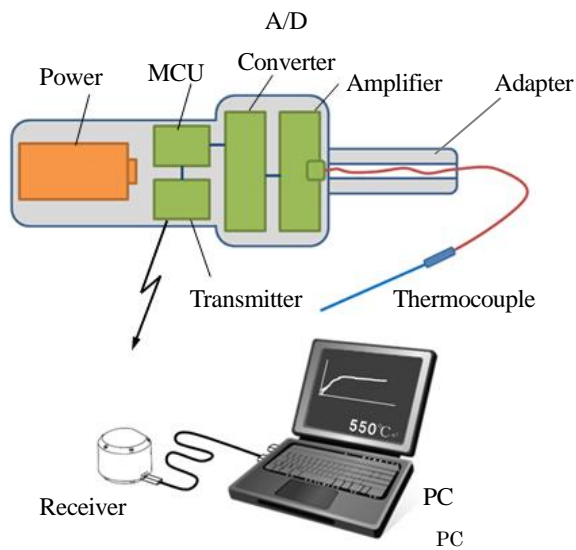 A/D
Converter
Power
MCU
Amplifier
Adapter
Transmitter
Thermocouple
550℃
Receiver
PC
PC